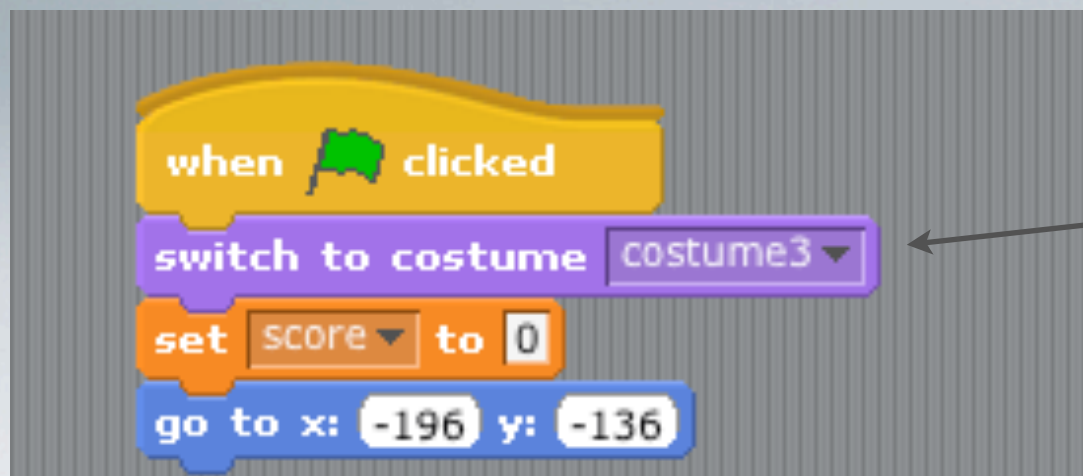 when clicked
switch to costume costume3
set score to 0
go to x: -196 y: -136